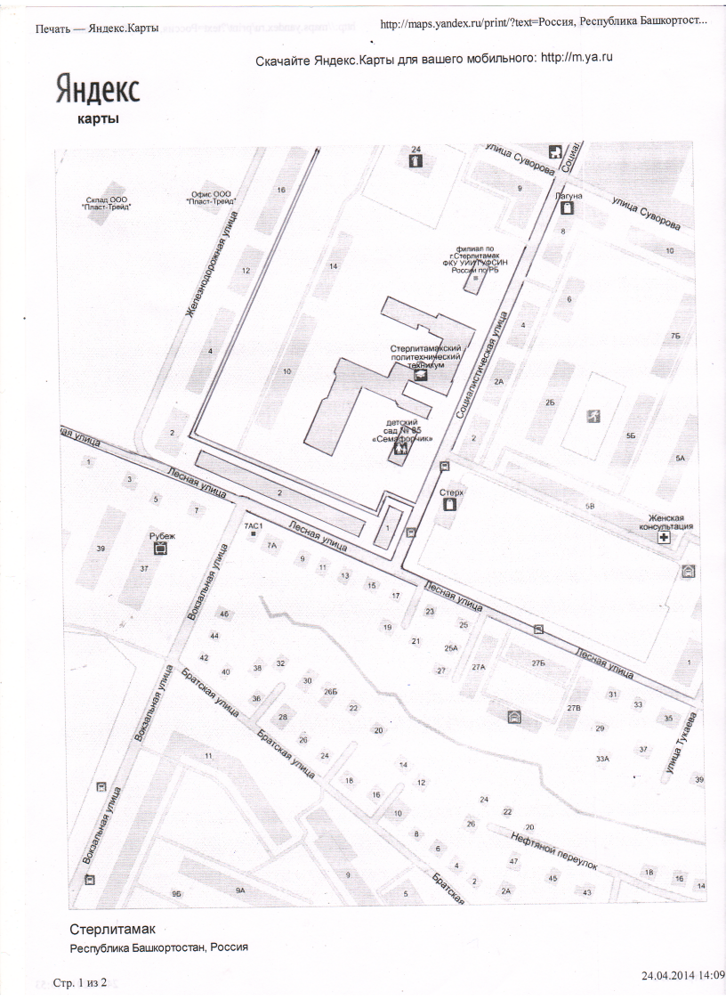 Печать — Яндекс.Карты
http://maps.yandex.ru/print/?text=Россия, Республика Башкортост...
Скачайте Яндекс.Карты для вашего мобильного: http://m.ya.ru
Яндекс
карты
24
улица Суворова
Социал
16
Склад ООО
"Пласт-Трейд"
Офис ООО
"Пласт-Трейд"
9
Лагуна
улица Суворова
8
Железнодорожная улица
филиал по
г.Стерлитамак
ФКУ УИИ ГУФСИН
России по РБ
10
12
14
6
4
Стерлитамакский
политехнический
техникум
Социалистическая улица
7Б
4
10
2А
2Б
детский
сад № 85
«Семафорчик»
2
2
5Б
5А
ная улица
1
3
Лесная улица
5
7
2
Стерх
5В
Женская
консультация
7АС1
Лесная улица
1
Рубеж
39
37
7А
9
11
13
15
17
Вокзальная улица
Лесная улица
46
44
42
40
23
19
21
25
25А
27
27А
27Б
Лесная улица
1
38
32
36
30
26Б
22
Братская улица
28
26
24
20
Вокзальная улица
27В
31
33
35
29
37
33А
улица Тукаева
39
11
Братская улица
18
16
14
12
10
8
6
4
2
24
22
26
20
Нефтяной переулок
47
45
43
2А
18
16
14
Вокзальная улица
9Б
9А
9
5
Братская
Стерлитамак
Республика Башкортостан, Россия
Стр. 1 из 2
24.04.2014 14:09